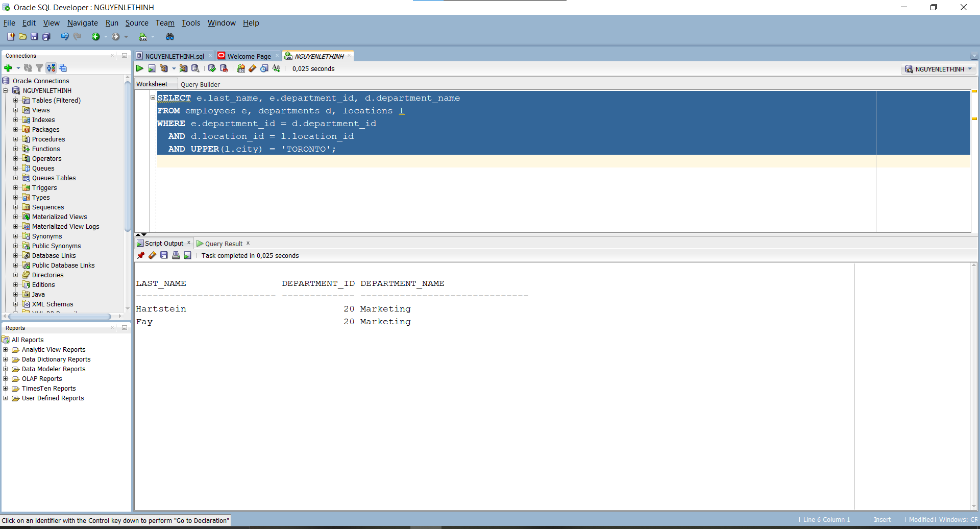 Oracle SQL Developer : NGUYENLETHINH
File Edit View Navigate Run Source Team Tools Window Help
Connections
NGUYENLETHINH.sql
Welcome Page
NGUYENLETHINH
0,025 seconds
NGUYENLETHINH
Worksheet Query Builder
Oracle Connections
NGUYENLETHINH
Tables (Filtered)
Views
Indexes
Packages
Procedures
Functions
Operators
Queues
Queues Tables
Triggers
Types
Sequences
Materialized Views
Materialized View Logs
Synonyms
Public Synonyms
Database Links
Public Database Links
Directories
Editions
Java
XML Schemas
SELECT e.last_name, e.department_id, d.department_name
FROM employees e, departments d, locations l
WHERE e.department_id = d.department_id
AND d.location_id = l.location_id
AND UPPER(l.city) = 'TORONTO';
Script Output Query Result
Task completed in 0,025 seconds
LAST_NAME DEPARTMENT_ID DEPARTMENT_NAME
Hartstein 20 Marketing
Fay 20 Marketing
Reports
All Reports
Analytic View Reports
Data Dictionary Reports
Data Modeler Reports
OLAP Reports
TimesTen Reports
User Defined Reports
Click on an identifier with the Control key down to perform "Go to Declaration"
Line 6 Column 1 Insert Modified Windows: CF